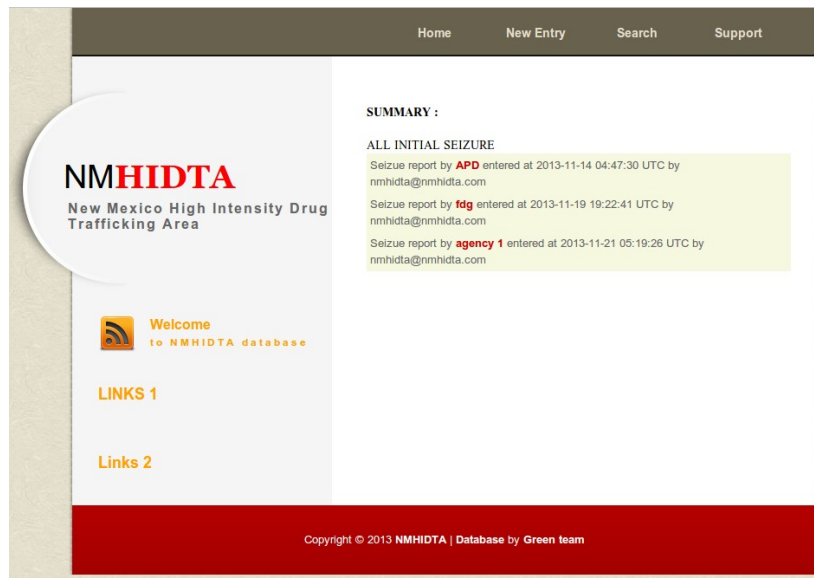 Home New Entry Search Support
NMHIDTA
New Mexico High Intensity Drug
Trafficking Area
Welcome
to NMHIDTA database
LINKS 1
Links 2
SUMMARY :
ALL INITIAL SEIZURE
Seizue report by APD entered at 2013-11-14 04:47:30 UTC by
nmhidta@nmhidta.com
Seizue report by fdg entered at 2013-11-19 19:22:41 UTC by
nmhidta@nmhidta.com
Seizue report by agency 1 entered at 2013-11-21 05:19:26 UTC by
nmhidta@nmhidta.com
Copyright © 2013 NMHIDTA | Database by Green team